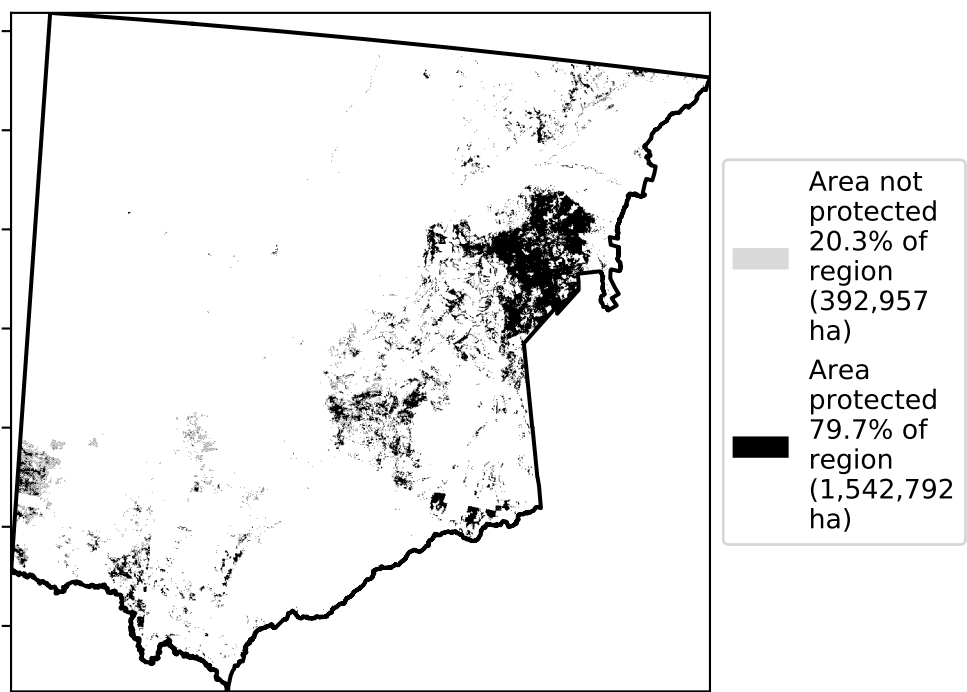 Area not
protected
20.3% of
region
(392,957
ha)
Area
protected
79.7% of
region
(1,542,792
ha)